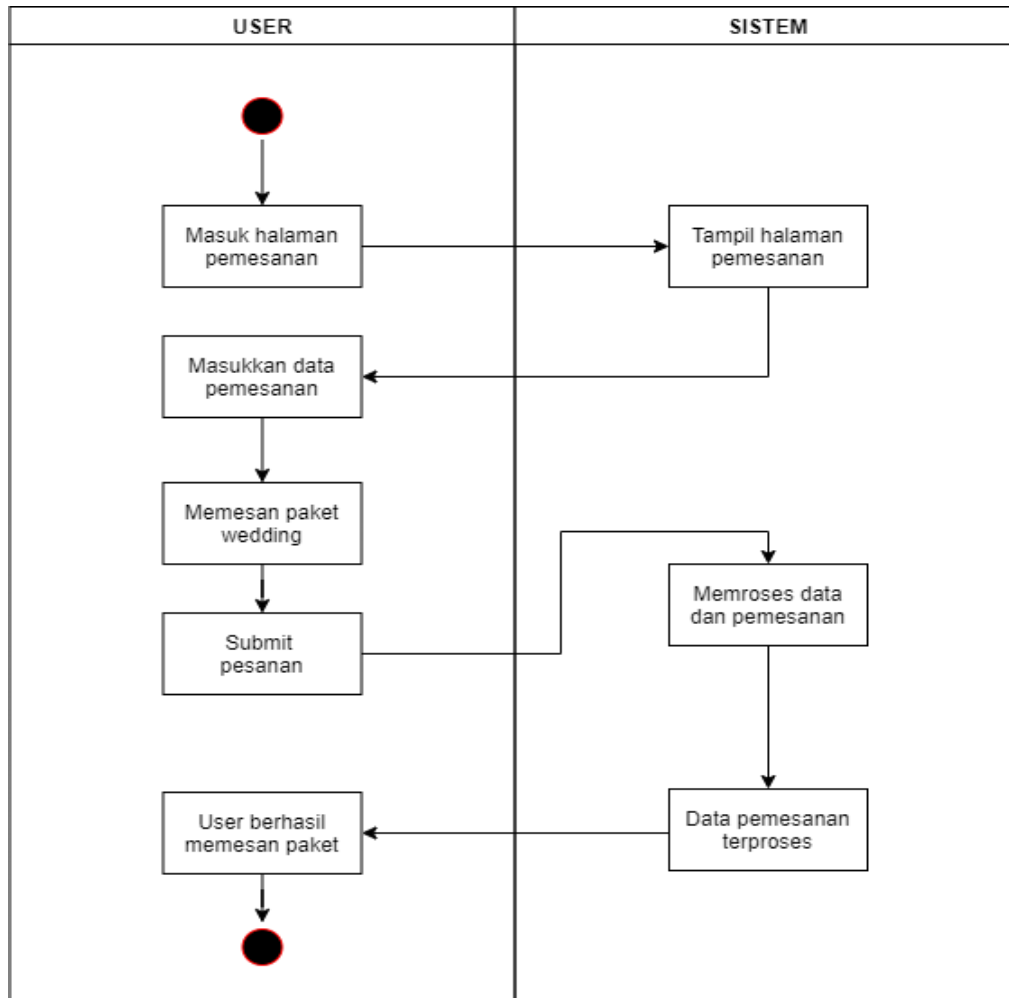 USER
SISTEM
Masuk halaman
pemesanan
Tampil halaman
pemesanan
Masukkan data
pemesanan
Memesan paket
wedding
Submit
pesanan
Memroses data
dan pemesanan
Data pemesanan
terproses
User berhasil
memesan paket